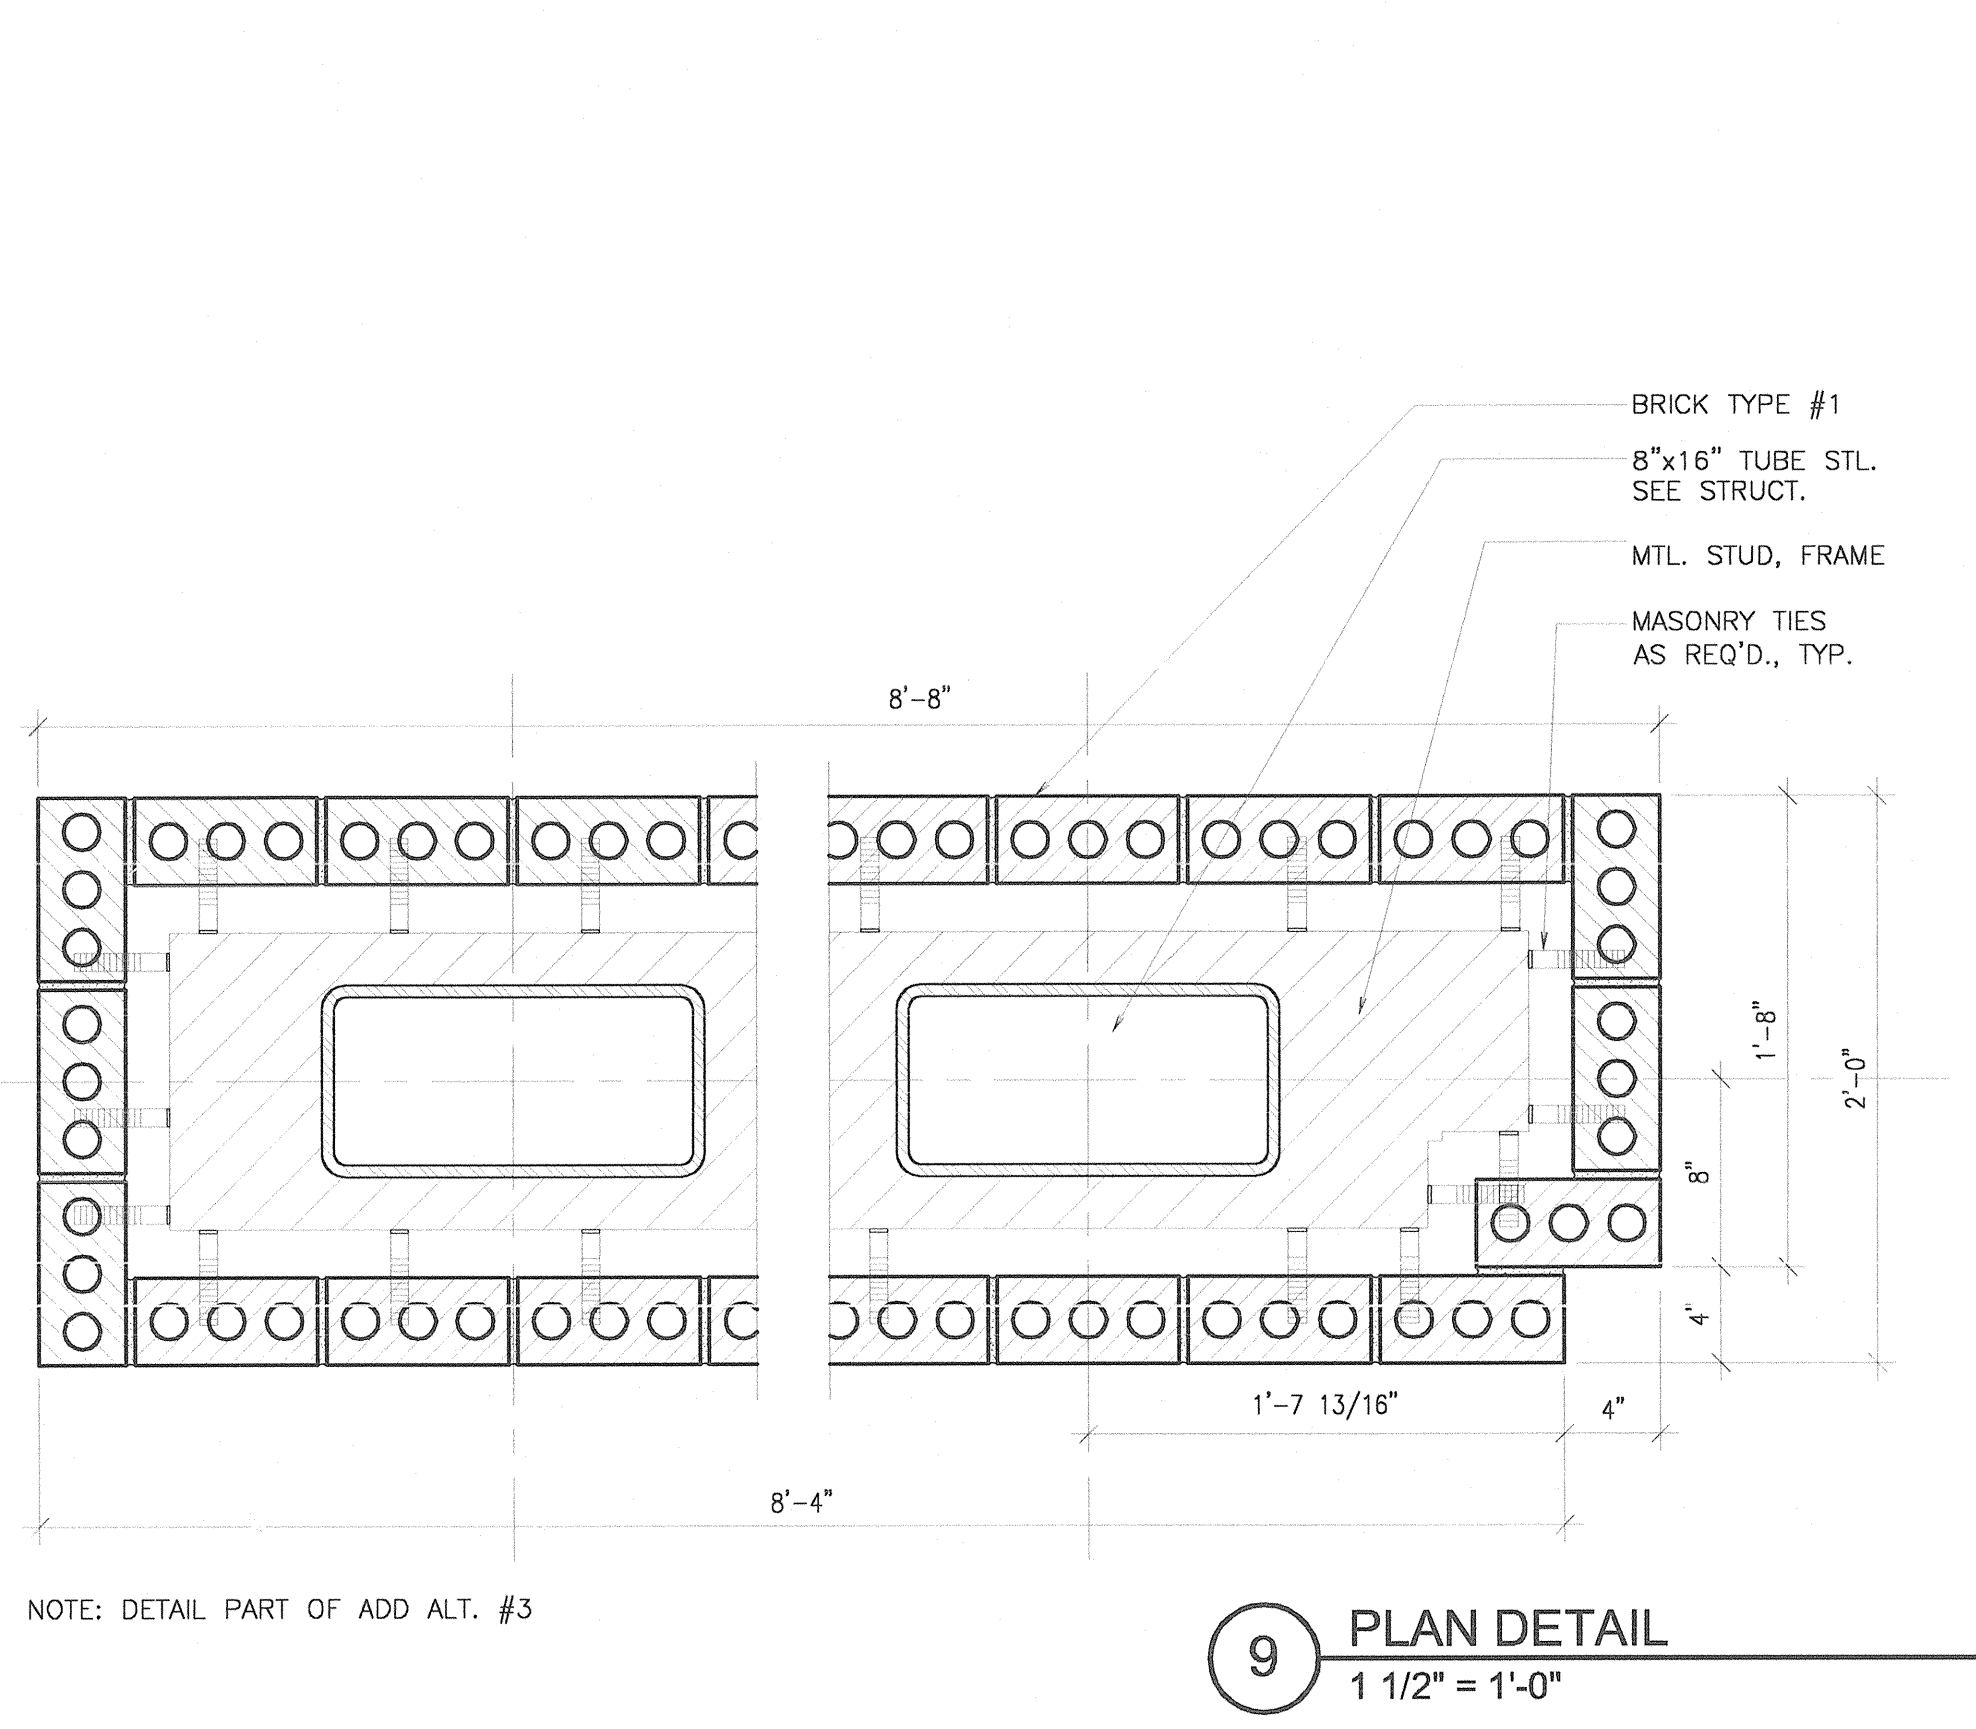 BRICK TYPE #1
8"x16" TUBE STL.
SEE STRUCT.
MTL. STUD, FRAME
MASONRY TIES
AS REQ'D., TYP.
8'-8"
1'-8"
2'-0"
8"
4"
1'-7 13/16"
4"
8'-4"
NOTE: DETAIL PART OF ADD ALT. #3
9
PLAN DETAIL
1 1/2" = 1'-0"